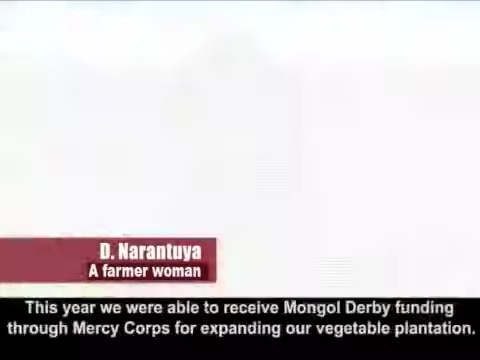 D. Narantuya
A farmer woman
This year we were able to receive Mongol Derby funding
through Mercy Corps for expanding our vegetable plantation.